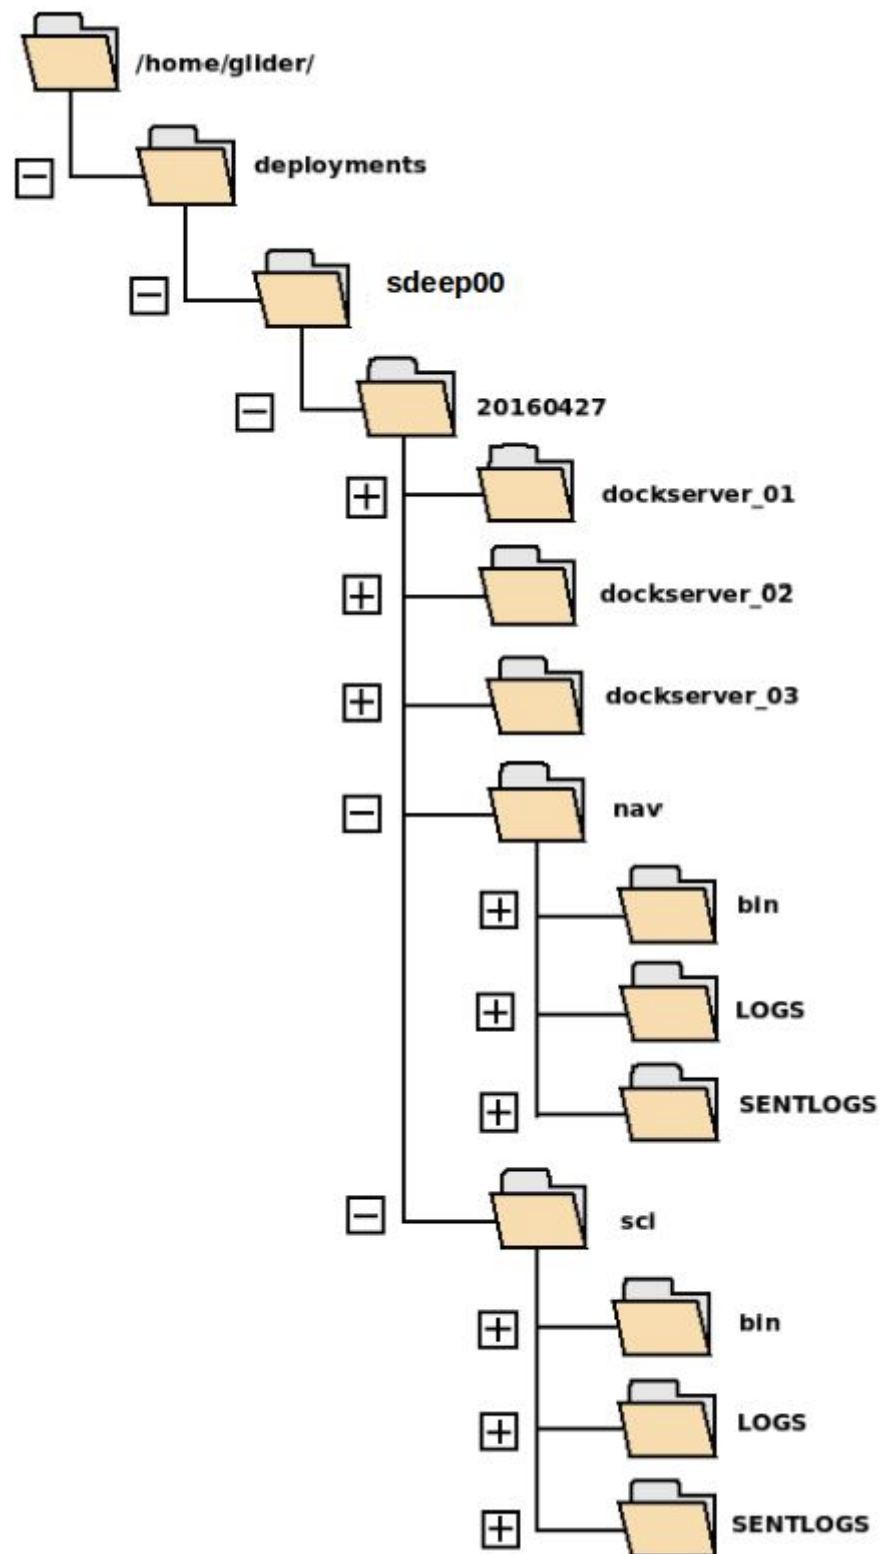 /home/glider/
deployments
sdeep00
20160427
dockserver_01
dockserver_02
dockserver_03
nav
bin
LOGS
SENTLOGS
sci
bin
LOGS
SENTLOGS